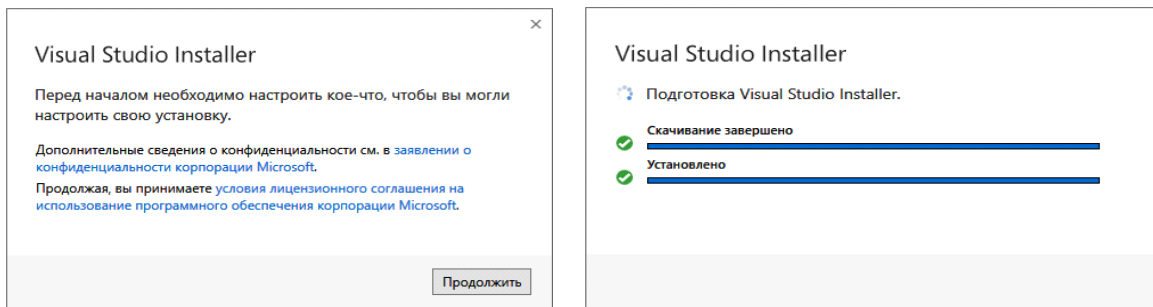 Visual Studio Installer
Перед началом необходимо настроить кое-что, чтобы вы могли
настроить свою установку.
Дополнительные сведения о конфиденциальности см. в заявлении о
конфиденциальности корпорации Microsoft.
Продолжая, вы принимаете условия лицензионного соглашения на
использование программного обеспечения корпорации Microsoft.
Продолжить
Visual Studio Installer
Подготовка Visual Studio Installer.
Скачивание завершено
Установлено